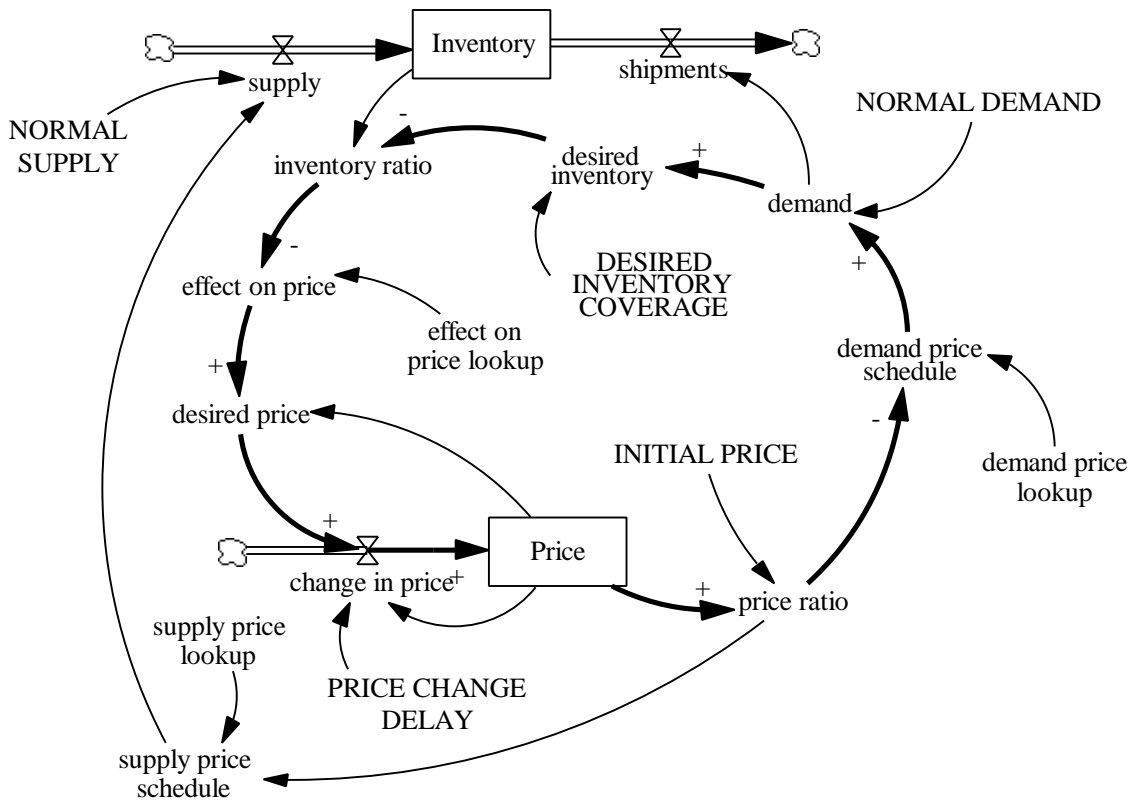 Inventory
supply
shipments
NORMAL DEMAND
NORMAL
SUPPLY
-
inventory ratio
desired
inventory
+
demand
-
effect on price
DESIRED
INVENTORY
COVERAGE
+
effect on
price lookup
demand price
schedule
+
desired price
-
INITIAL PRICE
demand price
lookup
+
Price
change in price
+
+
price ratio
supply price
lookup
PRICE CHANGE
DELAY
supply price
schedule